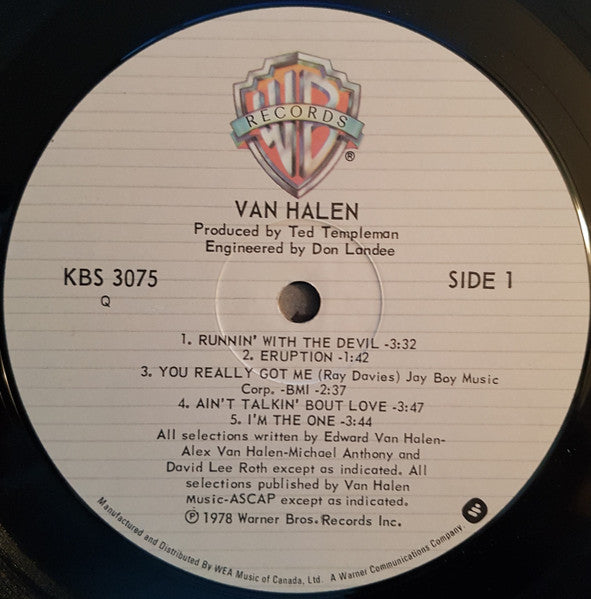 WB
RECORDS
®
VAN HALEN
Produced by Ted Templeman
Engineered by Don Landee
KBS 3075
SIDE 1
Q
1. RUNNIN' WITH THE DEVIL -3:32
2. ERUPTION -1:42
3. YOU REALLY GOT ME (Ray Davies) Jay Boy Music
Corp. -BMI -2:37
4. AIN'T TALKIN' BOUT LOVE -3:47
5. I'M THE ONE -3:44
All selections written by Edward Van Halen-
Alex Van Halen-Michael Anthony and
David Lee Roth except as indicated. All
selections published by Van Halen
Music-ASCAP except as indicated.
℗ 1978 Warner Bros. Records Inc.
Manufactured and Distributed By WEA Music of Canada, Ltd. A Warner Communications Company